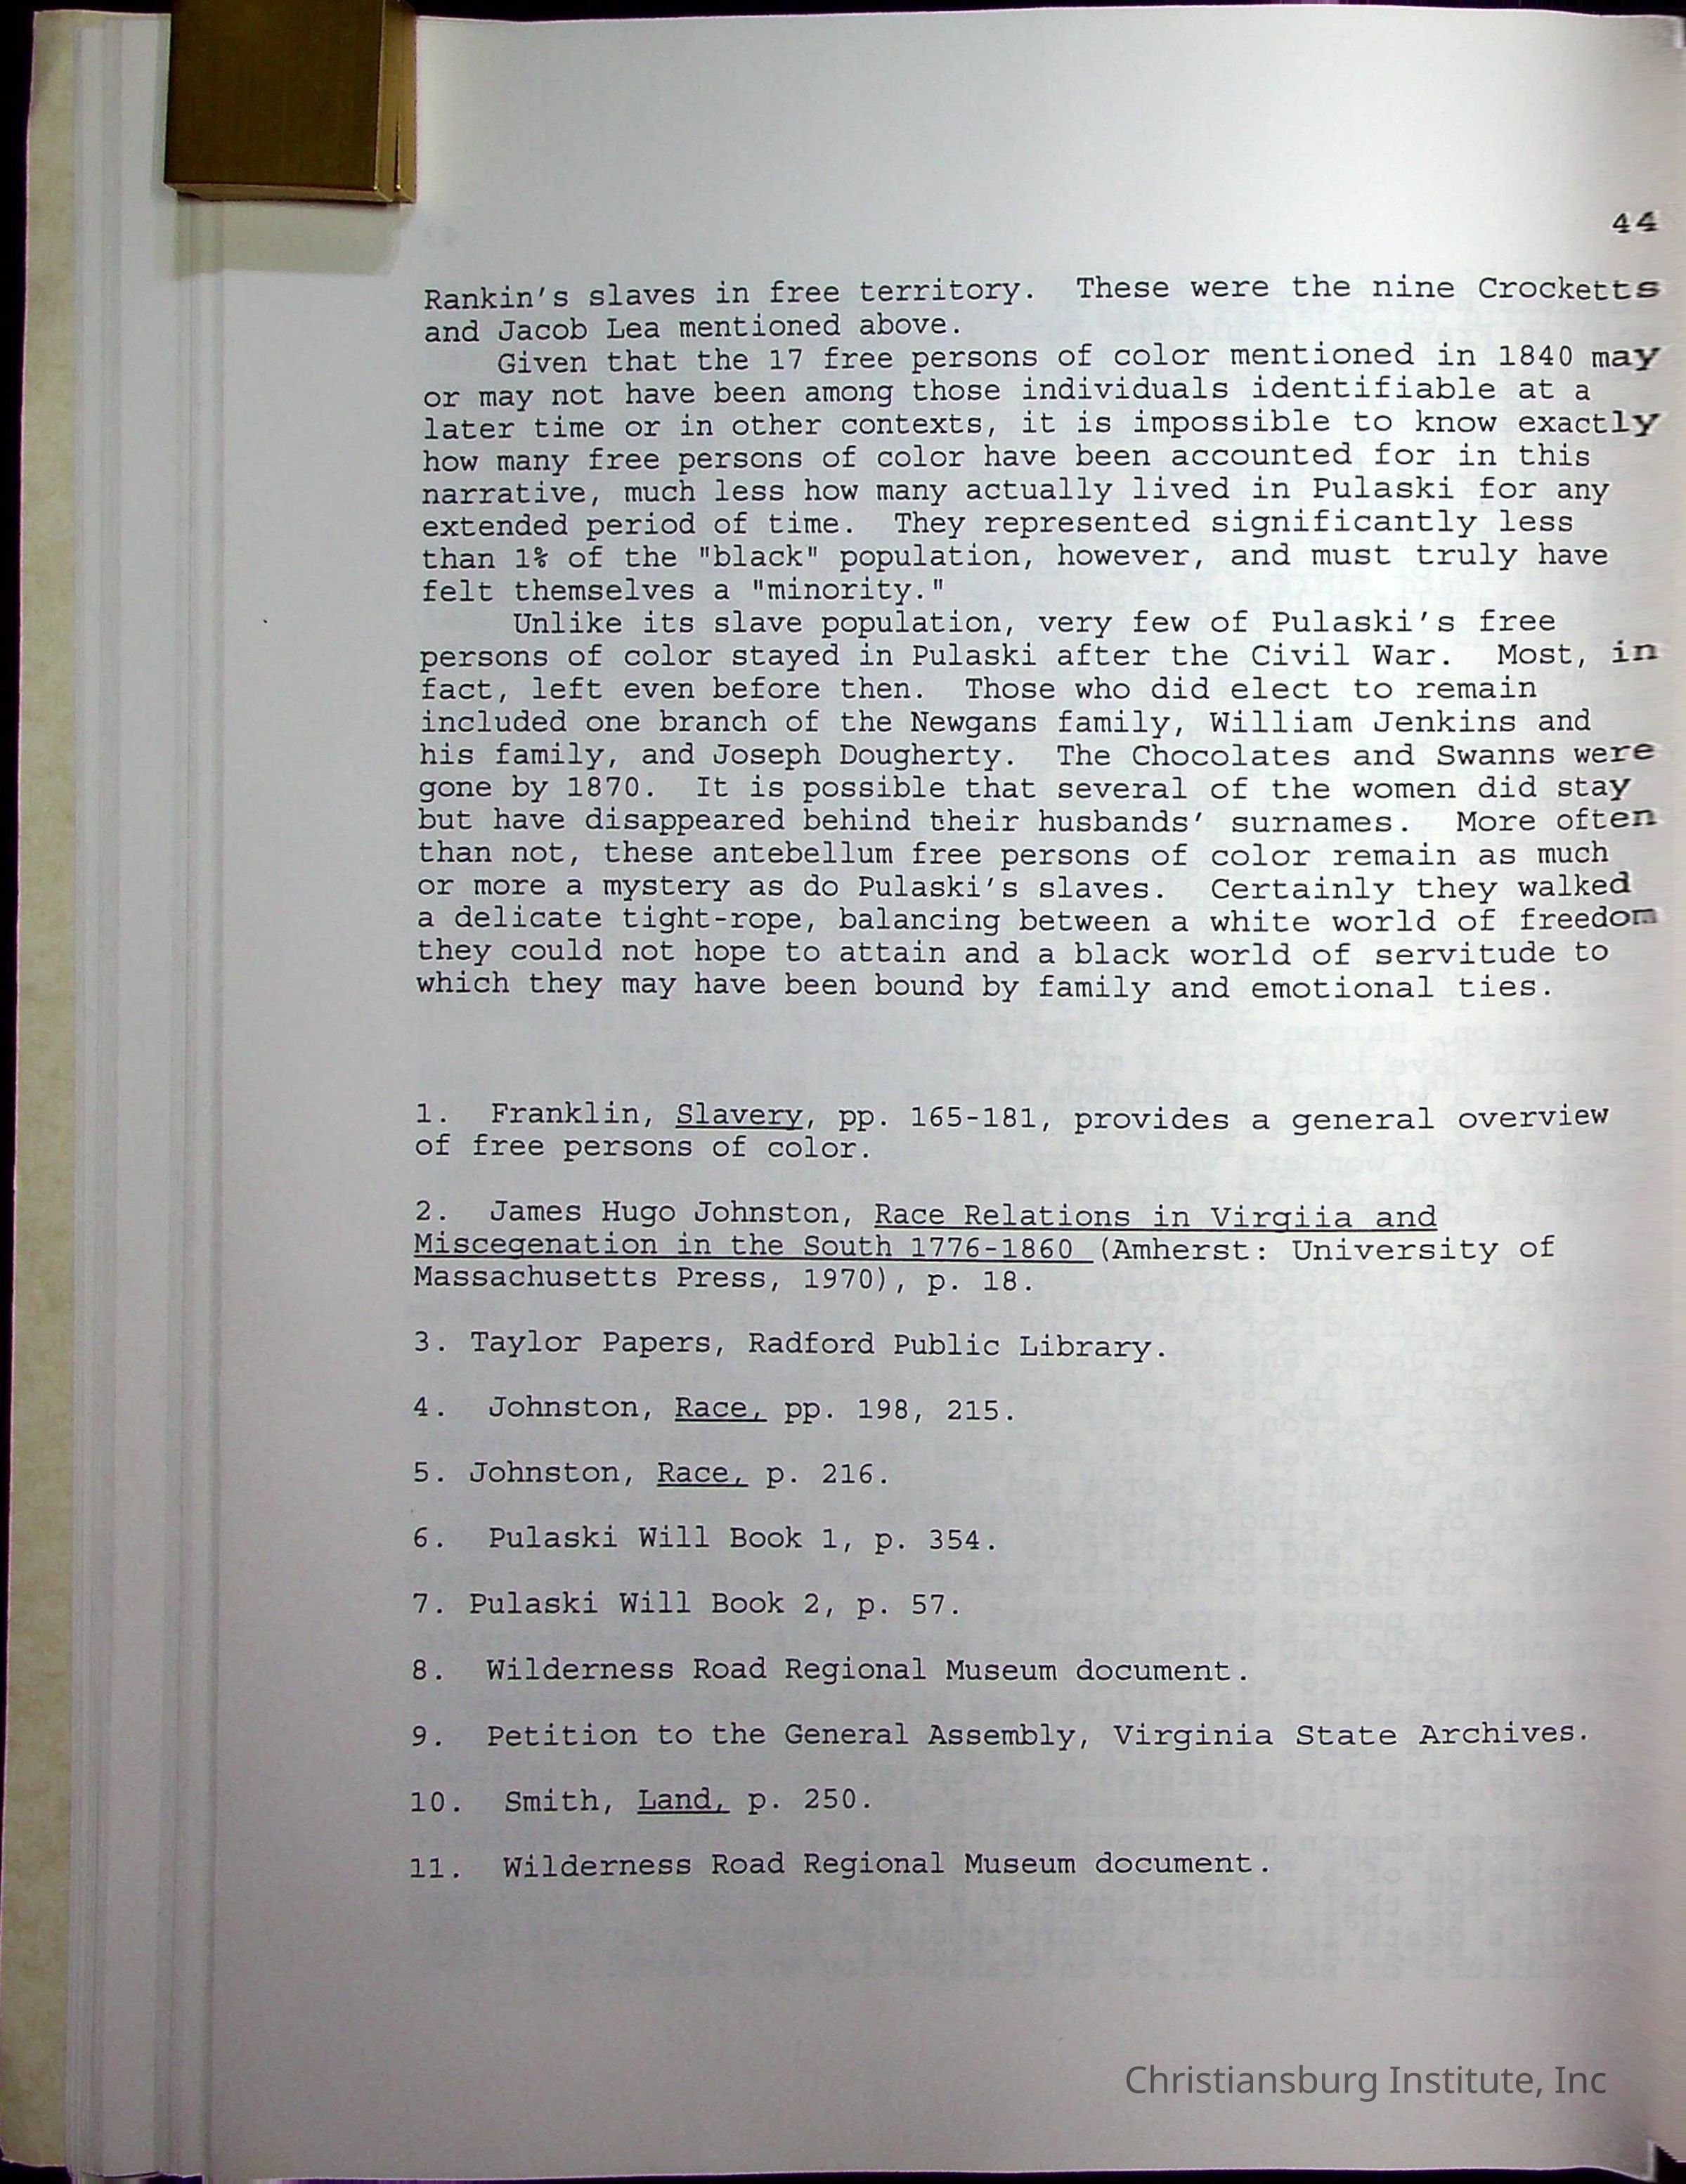 44
Rankin's slaves in free territory.  These were the nine Crocketts
and Jacob Lea mentioned above.
Given that the 17 free persons of color mentioned in 1840 may
or may not have been among those individuals identifiable at a
later time or in other contexts, it is impossible to know exactly
how many free persons of color have been accounted for in this
narrative, much less how many actually lived in Pulaski for any
extended period of time.  They represented significantly less
than 1% of the "black" population, however, and must truly have
felt themselves a "minority."
Unlike its slave population, very few of Pulaski's free
persons of color stayed in Pulaski after the Civil War.  Most, in
fact, left even before then.  Those who did elect to remain
included one branch of the Newgans family, William Jenkins and
his family, and Joseph Dougherty.  The Chocolates and Swanns were
gone by 1870.  It is possible that several of the women did stay
but have disappeared behind their husbands' surnames.  More often
than not, these antebellum free persons of color remain as much
or more a mystery as do Pulaski's slaves.  Certainly they walked
a delicate tight-rope, balancing between a white world of freedom
they could not hope to attain and a black world of servitude to
which they may have been bound by family and emotional ties.
1.  Franklin, Slavery, pp. 165-181, provides a general overview
of free persons of color.
2.  James Hugo Johnston, Race Relations in Virgiia and
Miscegenation in the South 1776-1860 (Amherst: University of
Massachusetts Press, 1970), p. 18.
3. Taylor Papers, Radford Public Library.
4.  Johnston, Race, pp. 198, 215.
5. Johnston, Race, p. 216.
6.  Pulaski Will Book 1, p. 354.
7. Pulaski Will Book 2, p. 57.
8.  Wilderness Road Regional Museum document.
9.  Petition to the General Assembly, Virginia State Archives.
10.  Smith, Land, p. 250.
11.  Wilderness Road Regional Museum document.
Christiansburg Institute, Inc